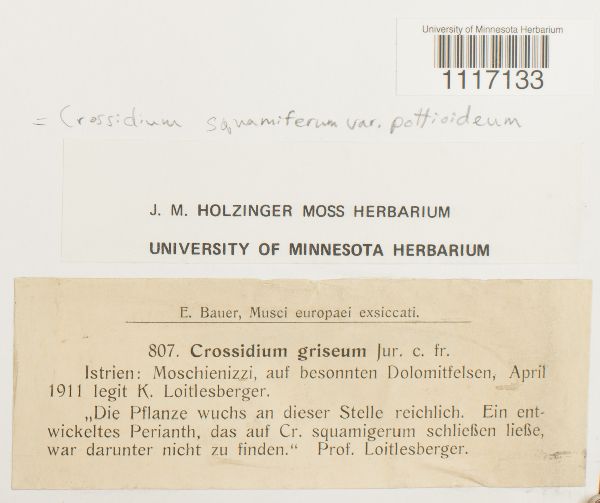 University of Minnesota Herbarium
1117133
= Crossidium squamiferum var. pottioideum
J. M. HOLZINGER MOSS HERBARIUM
UNIVERSITY OF MINNESOTA HERBARIUM
E. Bauer, Musci europaei exsiccati.
807. Crossidium griseum Jur. c. fr.
Istrien: Moschienizzi, auf besonnten Dolomitfelsen, April
1911 legit K. Loitlesberger.
„Die Pflanze wuchs an dieser Stelle reichlich. Ein ent-
wickeltes Perianth, das auf Cr. squamigerum schließen ließe,
war darunter nicht zu finden.“ Prof. Loitlesberger.